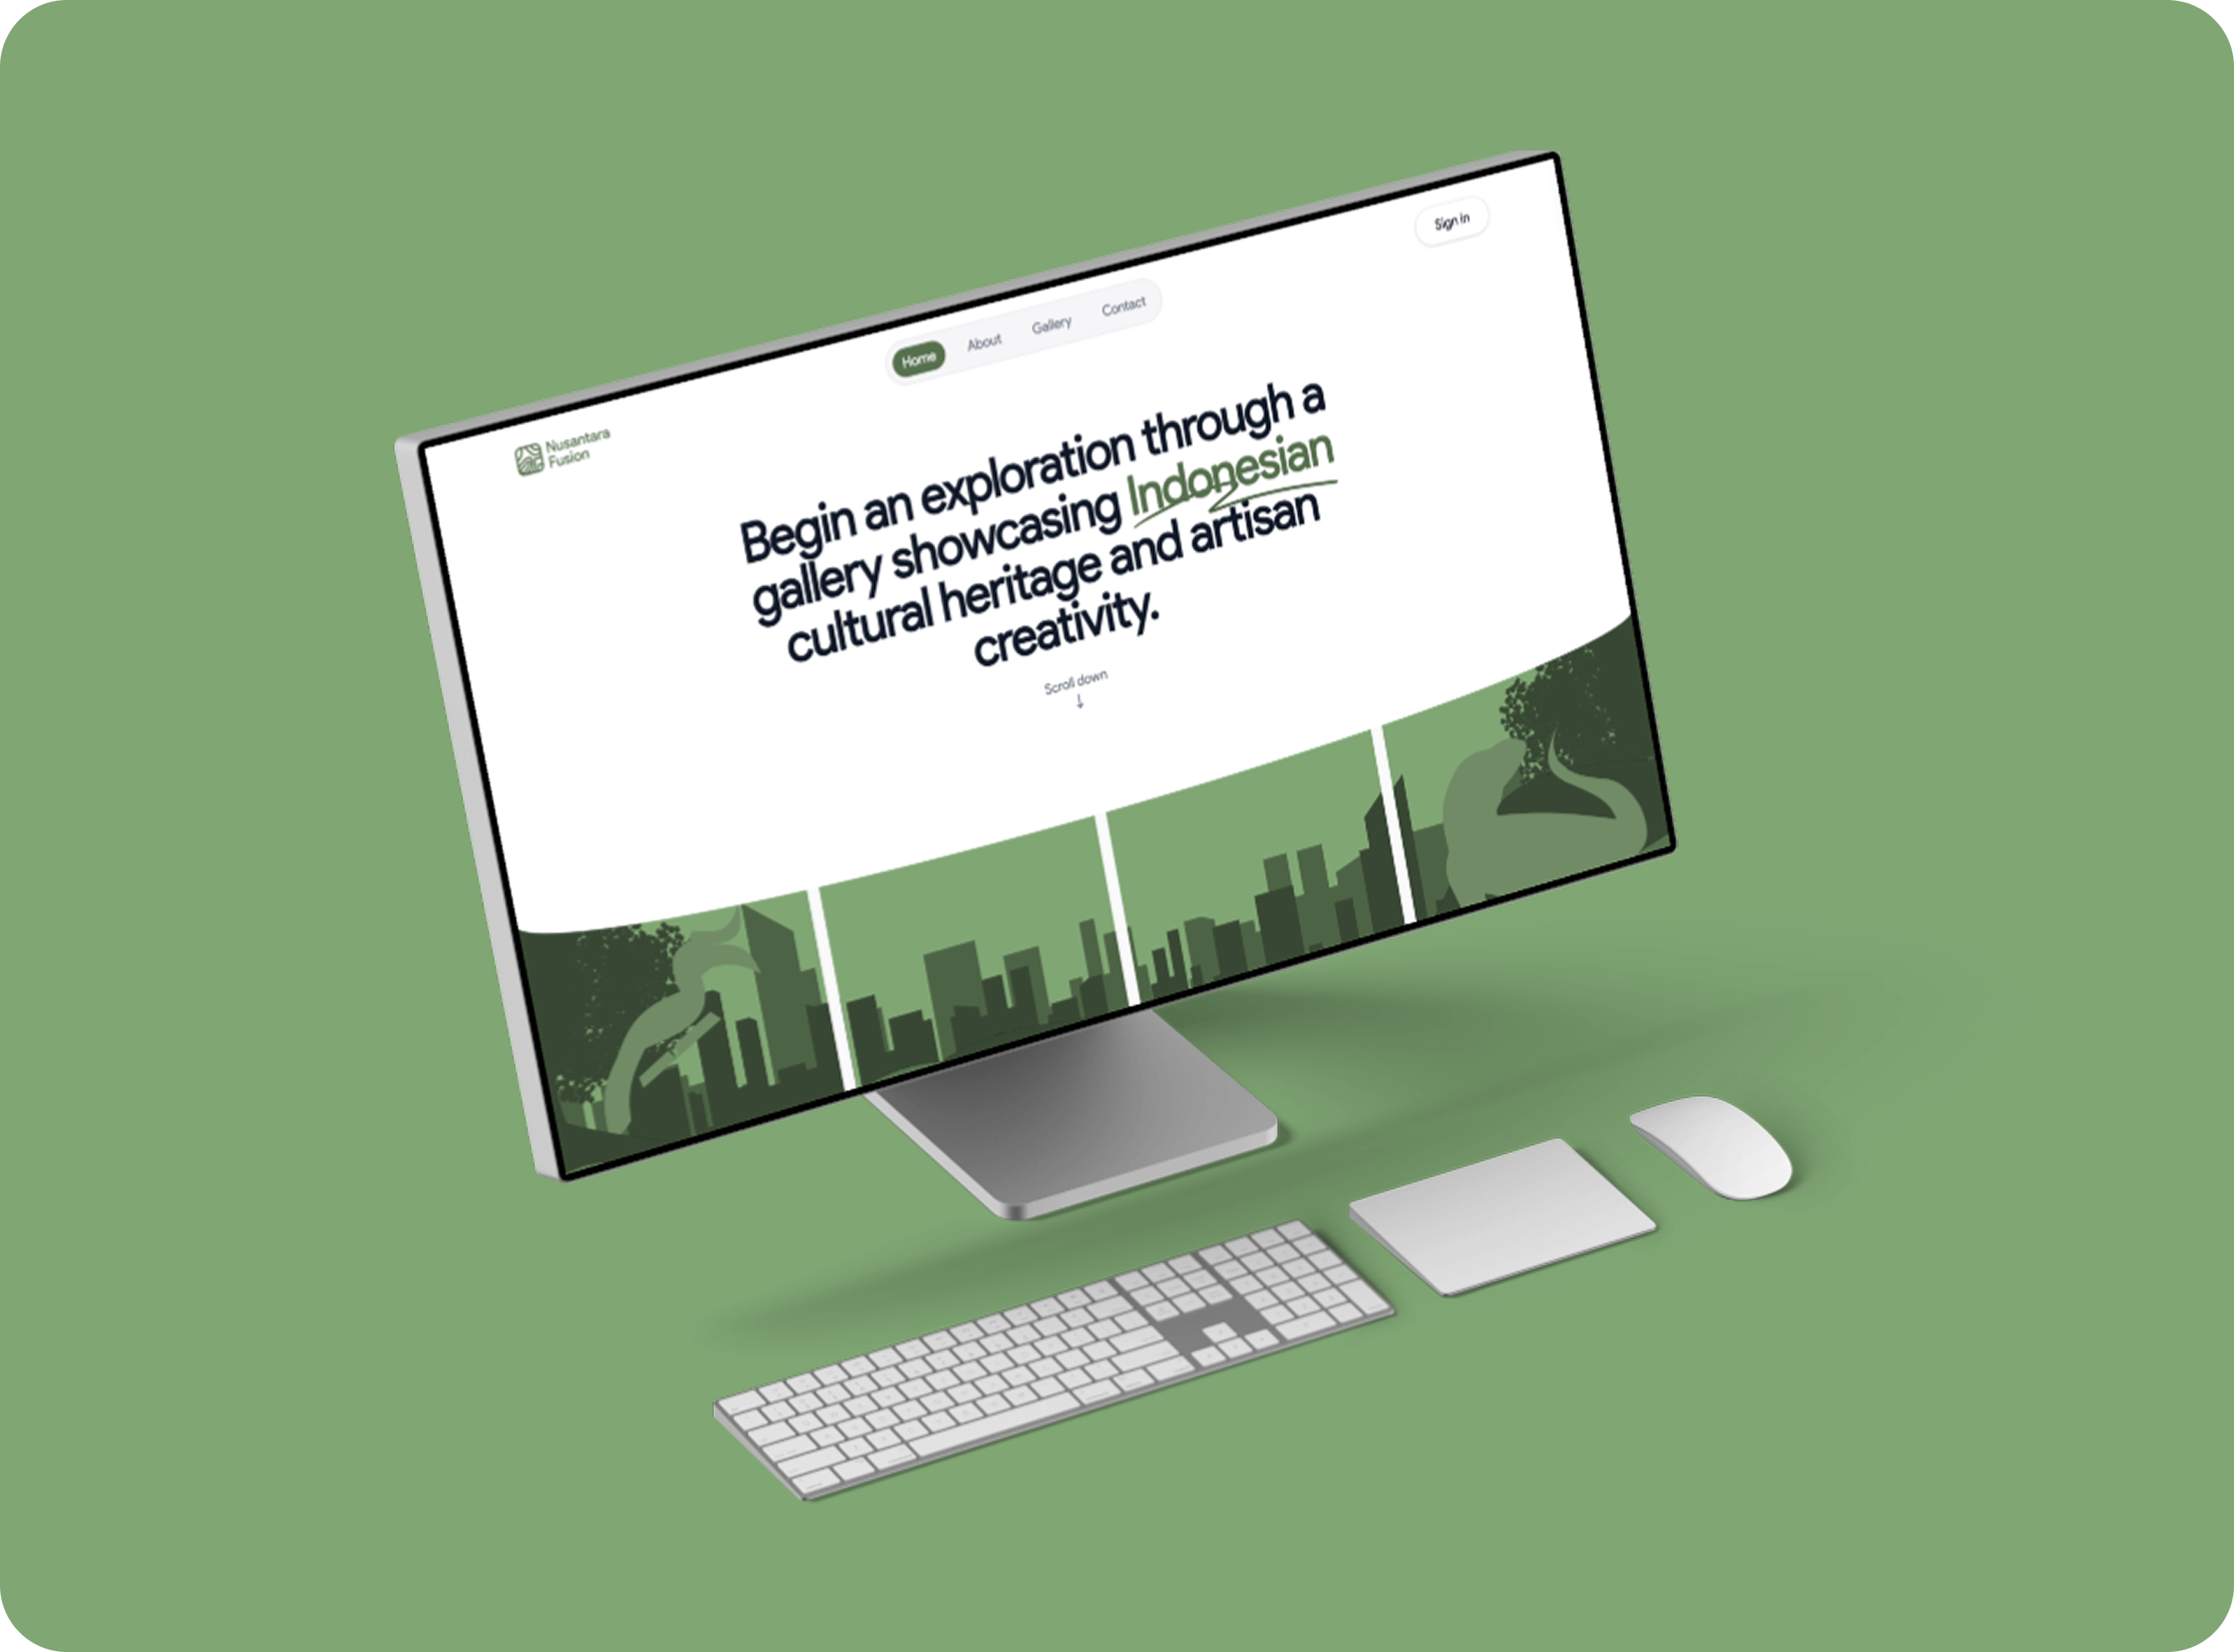 Nusantara
Fusion
Home
About
Gallery
Contact
Sign in
Begin an exploration through a
gallery showcasing Indonesian
cultural heritage and artisan
creativity.
Scroll down